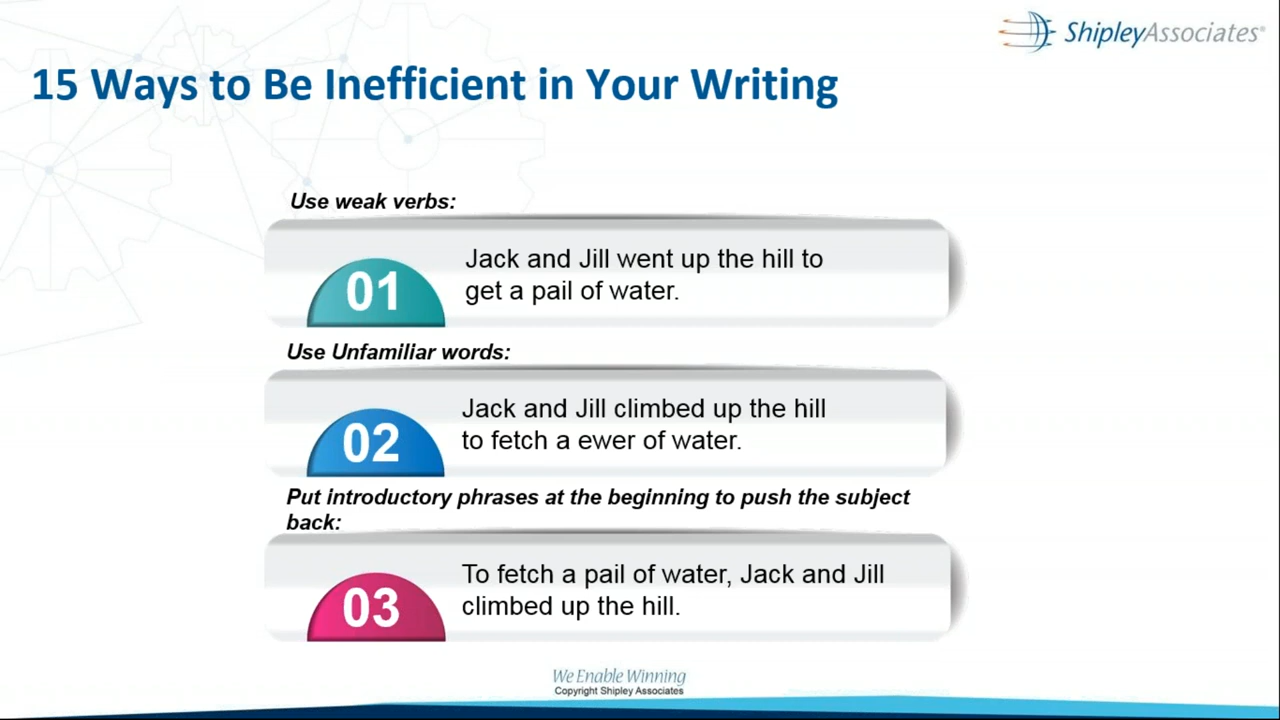 ShipleyAssociates®
15 Ways to Be Inefficient in Your Writing
Use weak verbs:
01
Jack and Jill went up the hill to
get a pail of water.
Use Unfamiliar words:
02
Jack and Jill climbed up the hill
to fetch a ewer of water.
Put introductory phrases at the beginning to push the subject
back:
03
To fetch a pail of water, Jack and Jill
climbed up the hill.
We Enable Winning
Copyright Shipley Associates